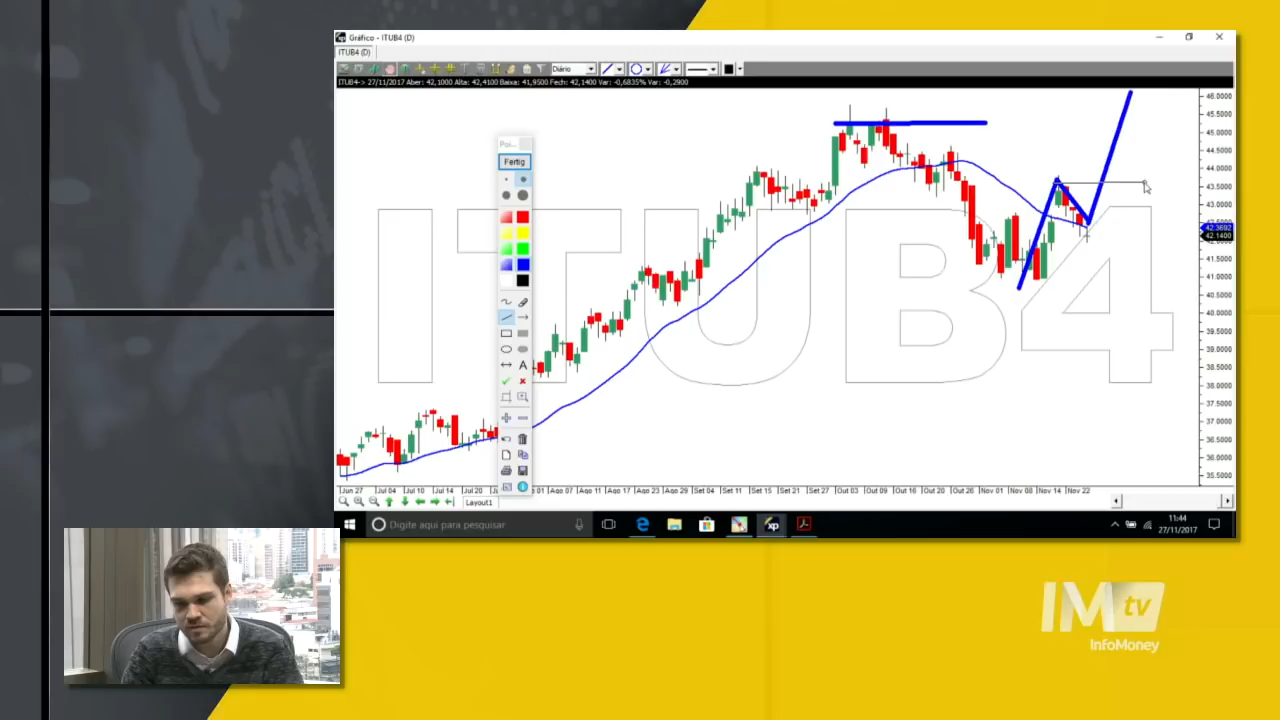 Gráfico - ITUB4 (D)
ITUB4 (D)
Diário
ITUB4-> 27/11/2017 Aber: 42,1000 Alta: 42,4100 Baixa: 41,9500 Fech: 42,1400 Var: -0,6835% Var: -0,2900
Poi...
Fertig
A
ITUB4
46.0000
45.5000
45.0000
44.5000
44.0000
43.5000
43.0000
42.3692
42.1400
41.5000
41.0000
40.5000
40.0000
39.5000
39.0000
38.5000
38.0000
37.5000
37.0000
36.5000
36.0000
35.5000
Jun 27 Jul 04 Jul 10 Jul 14 Jul 20 Ago 07 Ago 11 Ago 23 Ago 29 Set 04 Set 11 Set 15 Set 21 Set 27 Out 03 Out 09 Out 16 Out 20 Out 26 Nov 01 Nov 08 Nov 14 Nov 22
Layout1
Digite aqui para pesquisar
xp
11:44
27/11/2017
IM tv
InfoMoney